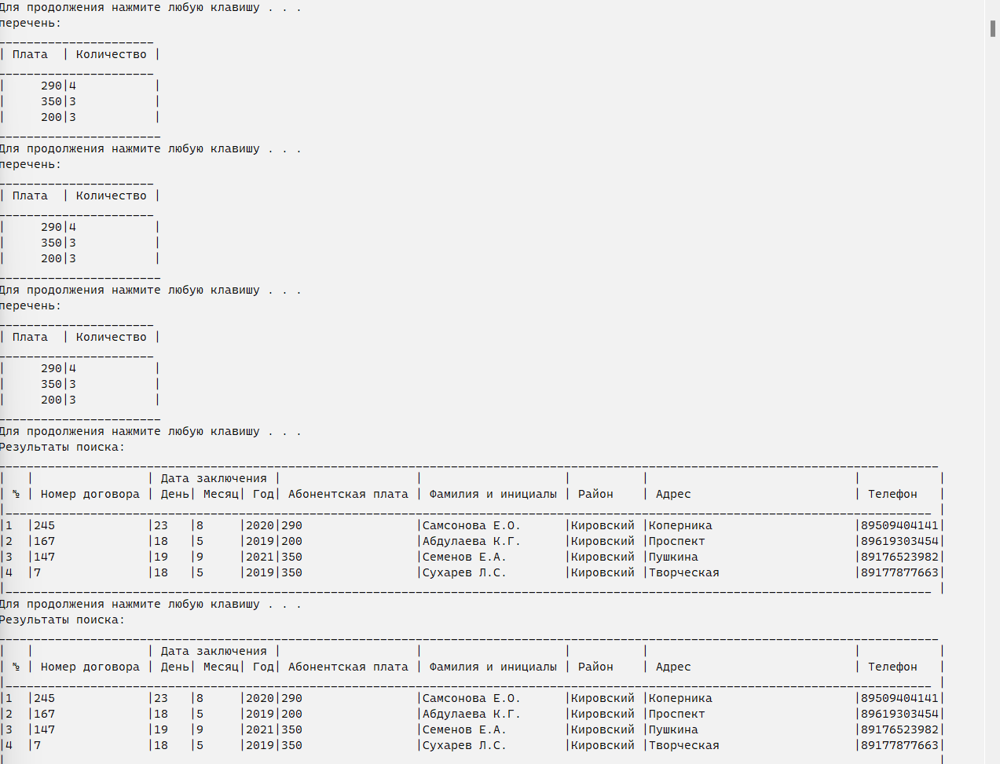 Для продолжения нажмите любую клавишу . . .
перечень:
______________________
| Плата  | Количество |
______________________
|     290|4           |
|     350|3           |
|     200|3           |
_______________________
Для продолжения нажмите любую клавишу . . .
перечень:
______________________
| Плата  | Количество |
______________________
|     290|4           |
|     350|3           |
|     200|3           |
_______________________
Для продолжения нажмите любую клавишу . . .
перечень:
______________________
| Плата  | Количество |
______________________
|     290|4           |
|     350|3           |
|     200|3           |
_______________________
Для продолжения нажмите любую клавишу . . .
Результаты поиска:
| | | Дата заключения | | | | | |
| № | Номер договора | День| Месяц| Год| Абонентская плата | Фамилия и инициалы | Район | Адрес | Телефон |
|1 |245 |23 |8 |2020|290 |Самсонова Е.О. |Кировский |Коперника |89509404141|
|2 |167 |18 |5 |2019|200 |Абдулаева К.Г. |Кировский |Проспект |89619303454|
|3 |147 |19 |9 |2021|350 |Семенов Е.А. |Кировский |Пушкина |89176523982|
|4 |7 |18 |5 |2019|350 |Сухарев Л.С. |Кировский |Творческая |89177877663|
Для продолжения нажмите любую клавишу . . .
Результаты поиска:
| | | Дата заключения | | | | | |
| № | Номер договора | День| Месяц| Год| Абонентская плата | Фамилия и инициалы | Район | Адрес | Телефон |
|1 |245 |23 |8 |2020|290 |Самсонова Е.О. |Кировский |Коперника |89509404141|
|2 |167 |18 |5 |2019|200 |Абдулаева К.Г. |Кировский |Проспект |89619303454|
|3 |147 |19 |9 |2021|350 |Семенов Е.А. |Кировский |Пушкина |89176523982|
|4 |7 |18 |5 |2019|350 |Сухарев Л.С. |Кировский |Творческая |89177877663|